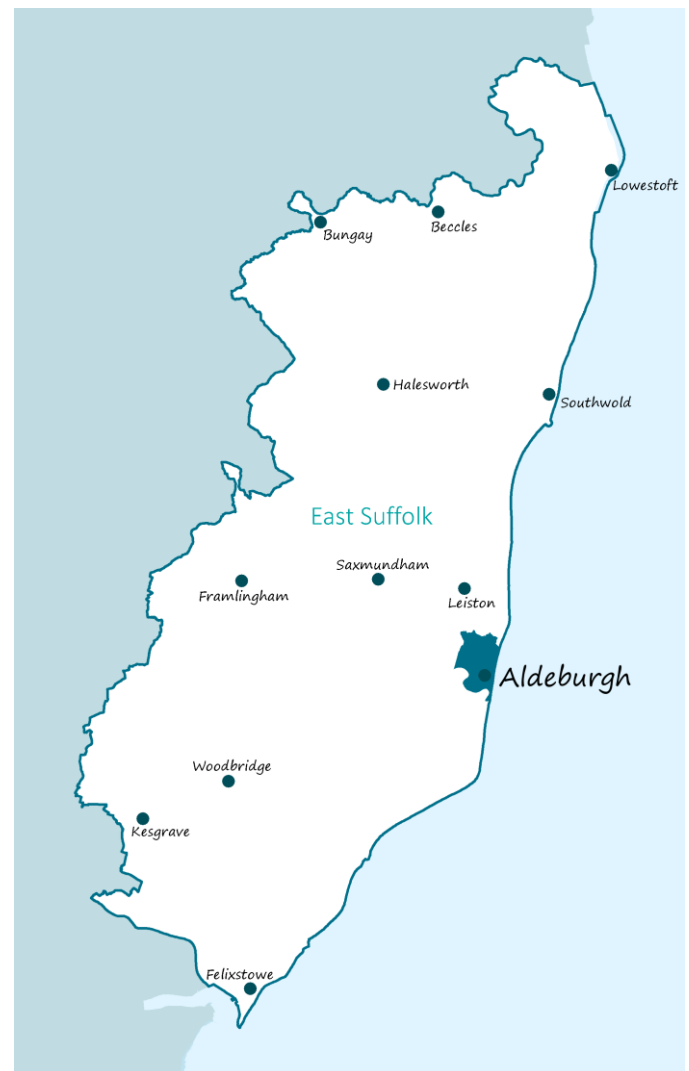 Lowestoft
Beccles
Bungay
Halesworth
Southwold
East Suffolk
Saxmundham
Framlingham
Leiston
Aldeburgh
Woodbridge
Kesgrave
Felixstowe